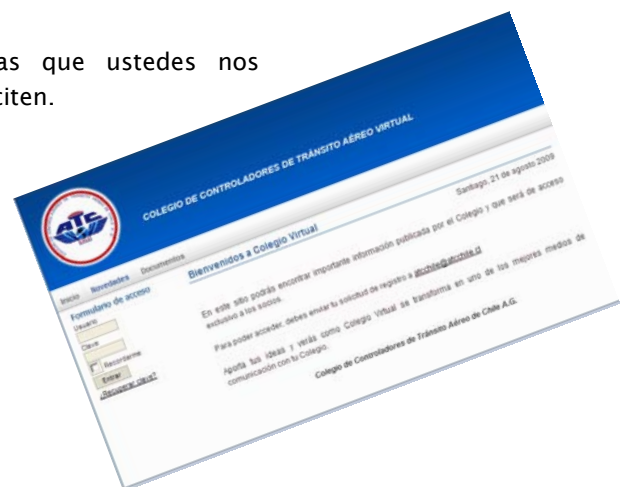 as que ustedes nos
titen.
COLEGIO DE CONTROLADORES DE TRÁNSITO AÉREO VIRTUAL
ATC
Inicio Novedades Documentos
Santiago, 21 de agosto 2009
Bienvenidos a Colegio Virtual
Formulario de acceso
Usuario
Clave
Recordarme
Entrar
¿Recuperar clave?
En este sitio podrás encontrar importante información publicada por el Colegio y que será de acceso
exclusivo a los socios.
Para poder acceder, debes enviar tu solicitud de registro a atcchile@atcchile.cl
Aporta tus ideas y verás como Colegio Virtual se transforma en uno de los mejores medios de
comunicación con tu Colegio.
Colegio de Controladores de Tránsito Aéreo de Chile A.G.